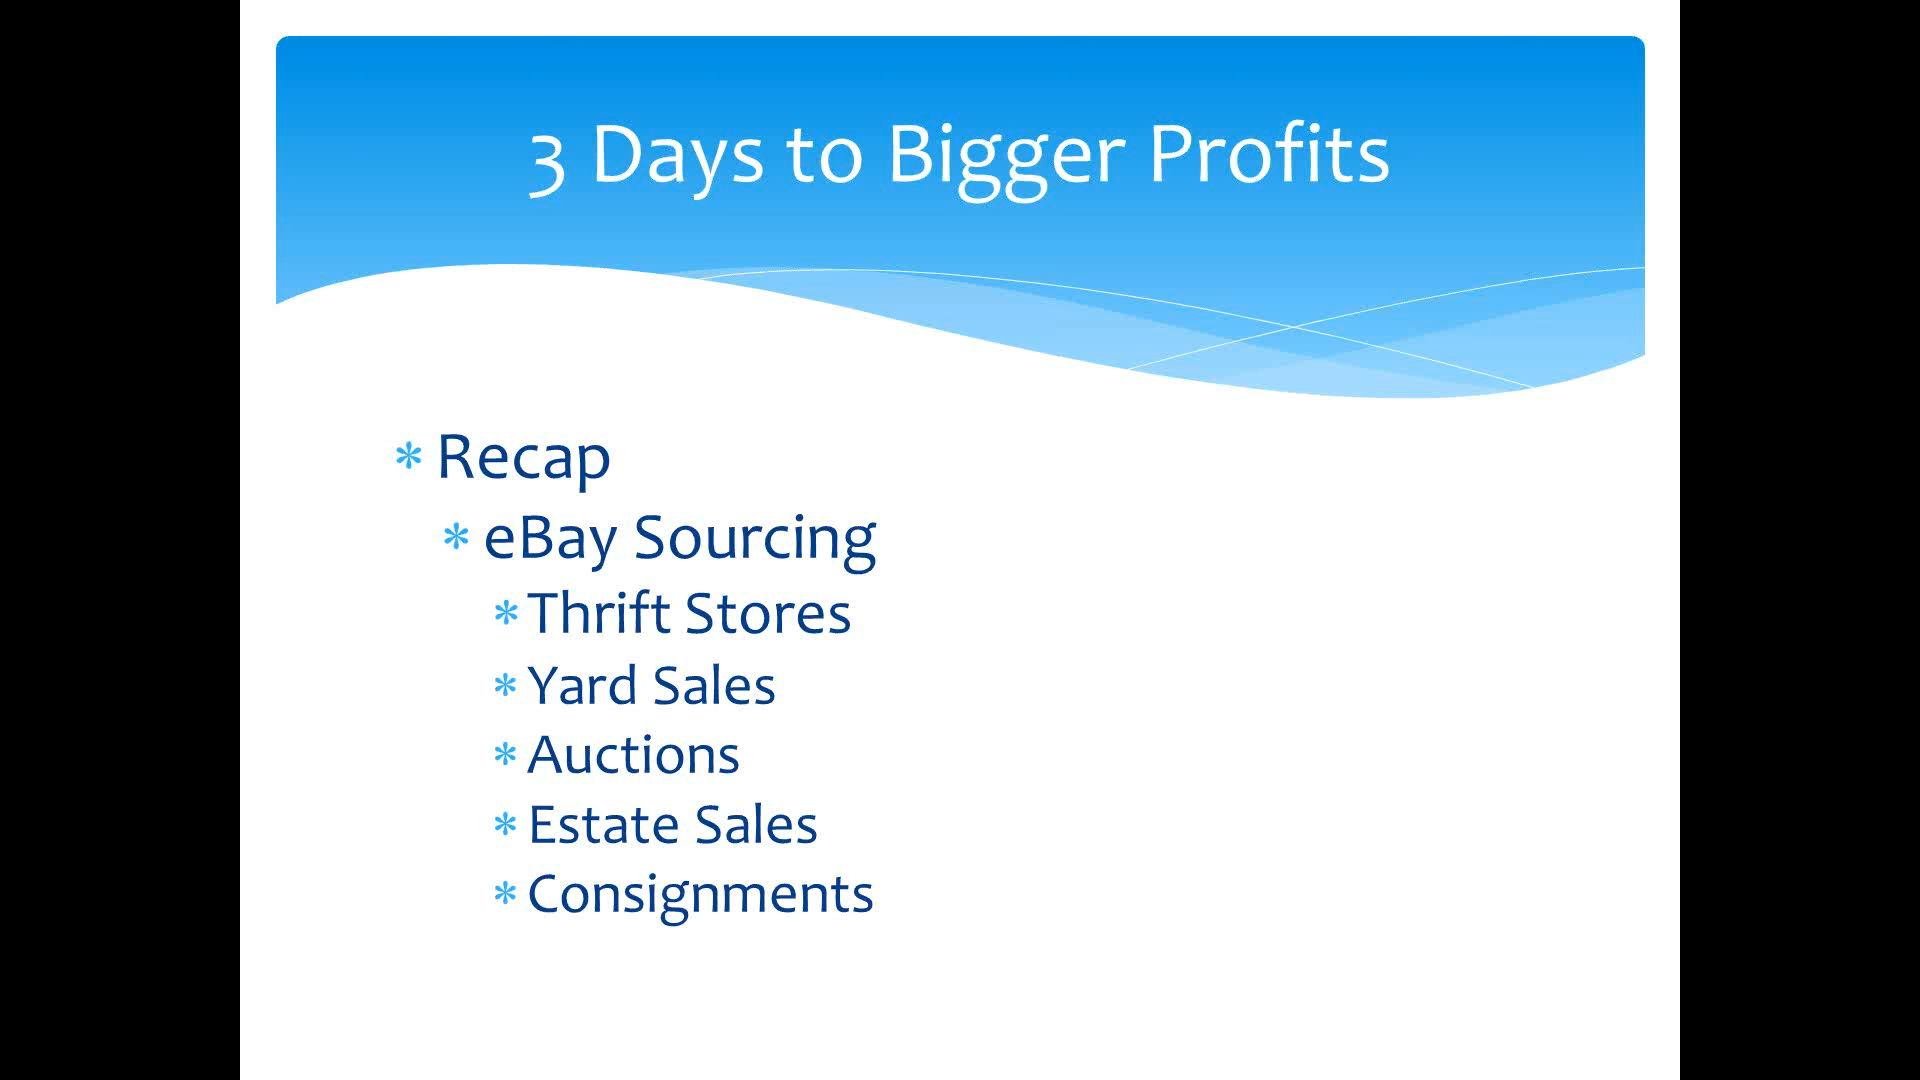 3 Days to Bigger Profits
* Recap
* eBay Sourcing
* Thrift Stores
* Yard Sales
* Auctions
* Estate Sales
* Consignments